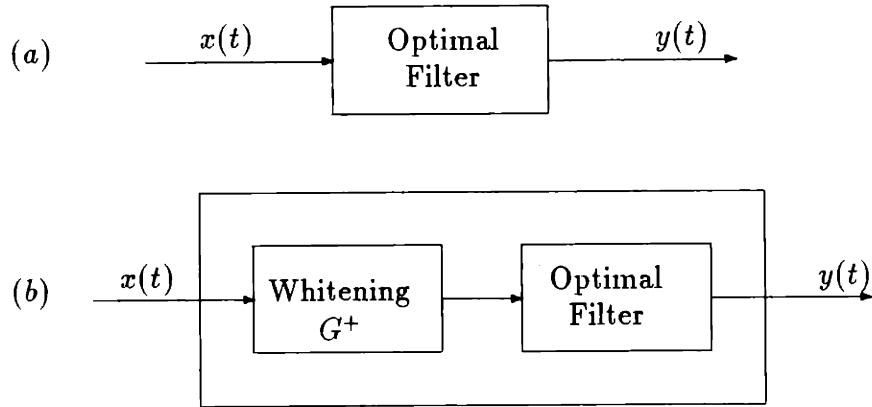 (a) x(t) Optimal Filter y(t)
(b) x(t) Whitening G⁺ Optimal Filter y(t)